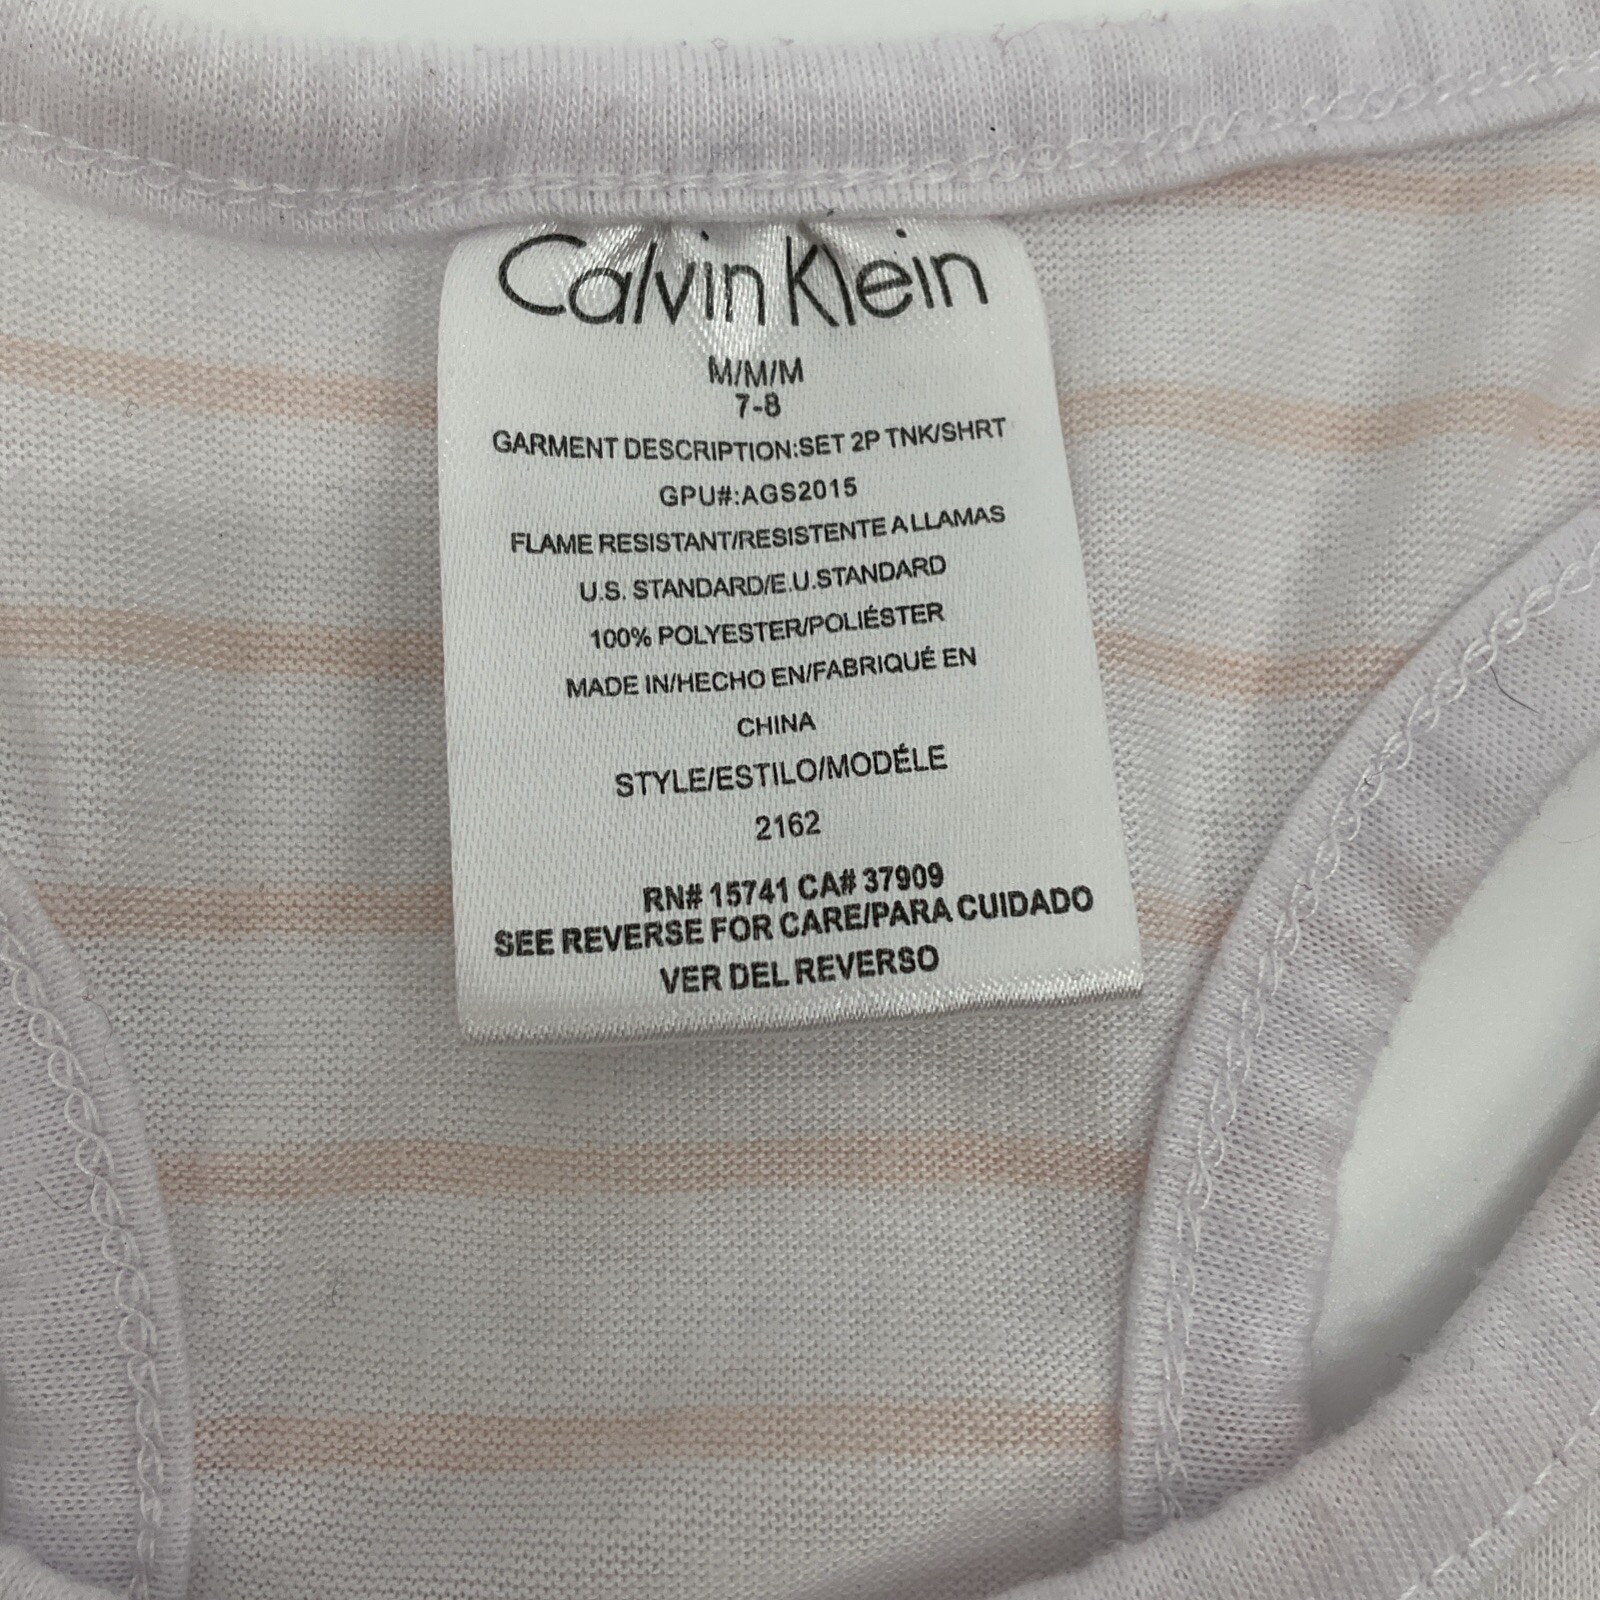 Calvin Klein
M/M/M
7-8
GARMENT DESCRIPTION:SET 2P TNK/SHRT
GPU#:AGS2015
FLAME RESISTANT/RESISTENTE A LLAMAS
U.S. STANDARD/E.U.STANDARD
100% POLYESTER/POLIÉSTER
MADE IN/HECHO EN/FABRIQUÉ EN
CHINA
STYLE/ESTILO/MODÉLE
2162
RN# 15741 CA# 37909
SEE REVERSE FOR CARE/PARA CUIDADO
VER DEL REVERSO